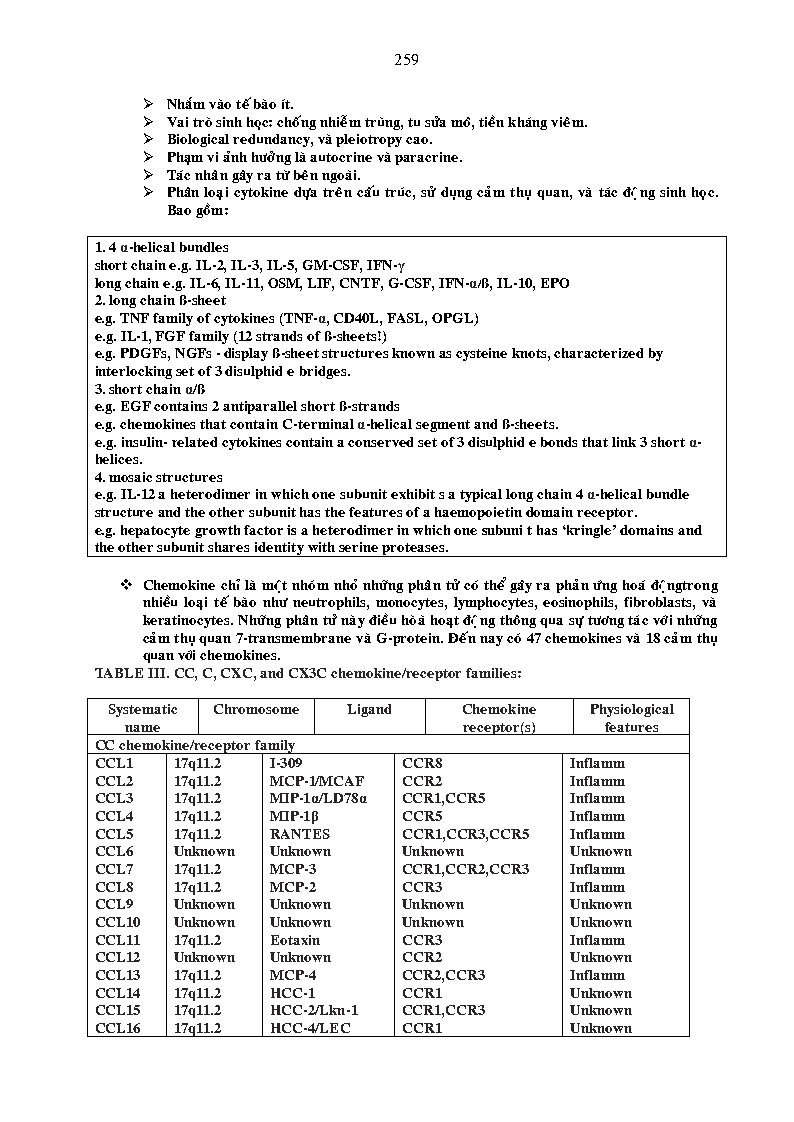 259
➢ Nhắm vào tế bào ít.
➢ Vai trò sinh học: chống nhiễm trùng, tu sửa mô, tiền kháng viêm.
➢ Biological redundancy, và pleiotropy cao.
➢ Phạm vi ảnh hưởng là autocrine và paracrine.
➢ Tác nhân gây ra từ bên ngoài.
➢ Phân loại cytokine dựa trên cấu trúc, sử dụng cảm thụ quan, và tác động sinh học.
Bao gồm:
1. 4 α-helical bundles
short chain e.g. IL-2, IL-3, IL-5, GM-CSF, IFN-γ
long chain e.g. IL-6, IL-11, OSM, LIF, CNTF, G-CSF, IFN-α/ß, IL-10, EPO
2. long chain ß-sheet
e.g. TNF family of cytokines (TNF-α, CD40L, FASL, OPGL)
e.g. IL-1, FGF family (12 strands of ß-sheets!)
e.g. PDGFs, NGFs - display ß-sheet structures known as cysteine knots, characterized by
interlocking set of 3 disulphid e bridges.
3. short chain α/ß
e.g. EGF contains 2 antiparallel short ß-strands
e.g. chemokines that contain C-terminal α-helical segment and ß-sheets.
e.g. insulin- related cytokines contain a conserved set of 3 disulphid e bonds that link 3 short α-
helices.
4. mosaic structures
e.g. IL-12 a heterodimer in which one subunit exhibit s a typical long chain 4 α-helical bundle
structure and the other subunit has the features of a haemopoietin domain receptor.
e.g. hepatocyte growth factor is a heterodimer in which one subuni t has ‘kringle’ domains and
the other subunit shares identity with serine proteases.
❖ Chemokine chỉ là một nhóm nhỏ những phân tử có thể gây ra phản ứng hoá độngtrong
nhiều loại tế bào như neutrophils, monocytes, lymphocytes, eosinophils, fibroblasts, và
keratinocytes. Những phân tử này điều hòa hoạt động thông qua sự tương tác với những
cảm thụ quan 7-transmembrane và G-protein. Đến nay có 47 chemokines và 18 cảm thụ
quan với chemokines.
TABLE III. CC, C, CXC, and CX3C chemokine/receptor families:
Systematic name Chromosome Ligand Chemokine receptor(s) Physiological features
CC chemokine/receptor family
CCL1 17q11.2 I-309 CCR8 Inflamm
CCL2 17q11.2 MCP-1/MCAF CCR2 Inflamm
CCL3 17q11.2 MIP-1α/LD78α CCR1,CCR5 Inflamm
CCL4 17q11.2 MIP-1β CCR5 Inflamm
CCL5 17q11.2 RANTES CCR1,CCR3,CCR5 Inflamm
CCL6 Unknown Unknown Unknown Unknown
CCL7 17q11.2 MCP-3 CCR1,CCR2,CCR3 Inflamm
CCL8 17q11.2 MCP-2 CCR3 Inflamm
CCL9 Unknown Unknown Unknown Unknown
CCL10 Unknown Unknown Unknown Unknown
CCL11 17q11.2 Eotaxin CCR3 Inflamm
CCL12 Unknown Unknown CCR2 Unknown
CCL13 17q11.2 MCP-4 CCR2,CCR3 Inflamm
CCL14 17q11.2 HCC-1 CCR1 Unknown
CCL15 17q11.2 HCC-2/Lkn-1 CCR1,CCR3 Unknown
CCL16 17q11.2 HCC-4/LEC CCR1 Unknown